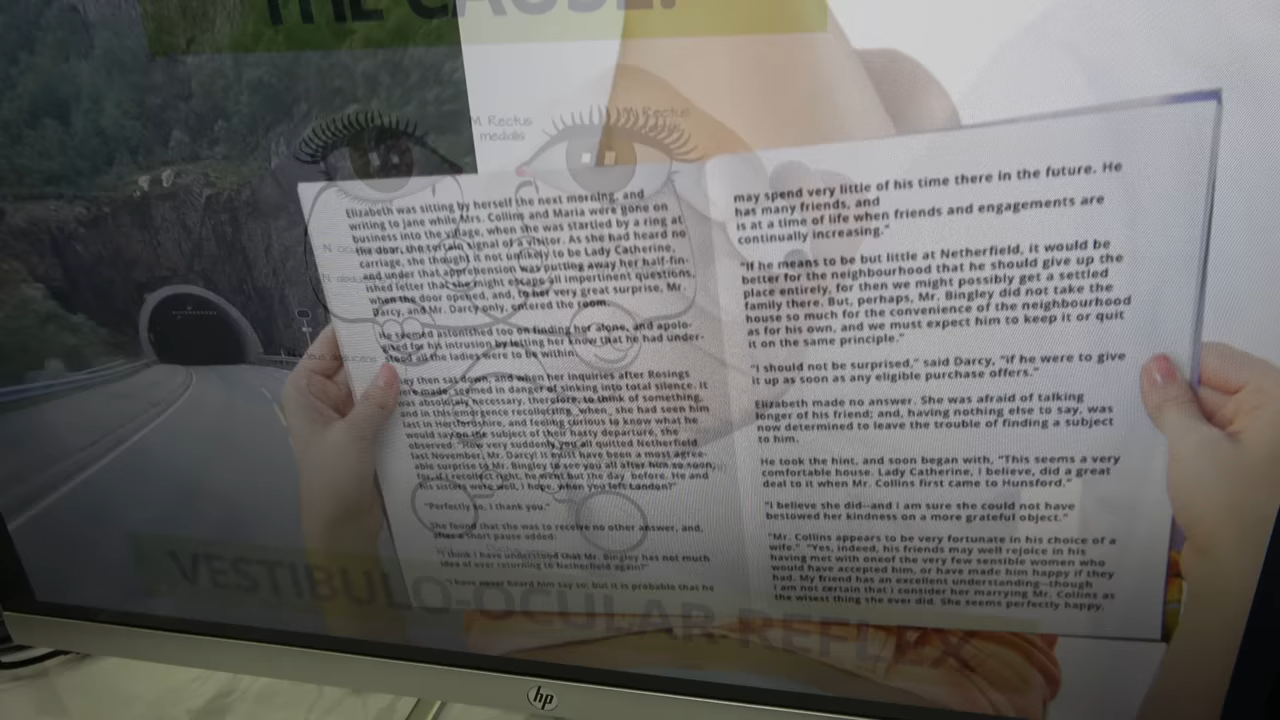 THE CAUSE:
M. Rectus
medialis
M. Rectus
Elizabeth was sitting by herself the next morning, and
writing to Jane while Mrs. Collins and Maria were gone on
business into the village, when she was startled by a ring at
the door, the certain signal of a visitor. As she had heard no
carriage, she thought it not unlikely to be Lady Catherine,
and under that apprehension was putting away her half-fin-
ished letter that she might escape all impertinent questions,
when the door opened, and, to her very great surprise, Mr.
Darcy, and Mr. Darcy only, entered the room.
He seemed astonished too on finding her alone, and apolo-
gised for his intrusion by letting her know that he had under-
stood all the ladies were to be within.
They then sat down, and when her inquiries after Rosings
were made, seemed in danger of sinking into total silence. It
was absolutely necessary, therefore, to think of something,
and in this emergence recollecting, when she had seen him
last in Hertfordshire, and feeling curious to know what he
would say on the subject of their hasty departure, she
observed: "How very suddenly you all quitted Netherfield
last November, Mr. Darcy! It must have been a most agree-
able surprise to Mr. Bingley to see you all after him so soon;
for, if I recollect right, he went but the day before. He and
his sisters were well, I hope, when you left London?"
"Perfectly so, I thank you."
She found that she was to receive no other answer, and,
after a short pause added:
"I think I have understood that Mr. Bingley has not much
idea of ever returning to Netherfield again?"
"I have never heard him say so; but it is probable that he
may spend very little of his time there in the future. He
has many friends, and
is at a time of life when friends and engagements are
continually increasing."
"If he means to be but little at Netherfield, it would be
better for the neighbourhood that he should give up the
place entirely, for then we might possibly get a settled
family there. But, perhaps, Mr. Bingley did not take the
house so much for the convenience of the neighbourhood
as for his own, and we must expect him to keep it or quit
it on the same principle."
"I should not be surprised," said Darcy, "if he were to give
it up as soon as any eligible purchase offers."
Elizabeth made no answer. She was afraid of talking
longer of his friend; and, having nothing else to say, was
now determined to leave the trouble of finding a subject
to him.
He took the hint, and soon began with, "This seems a very
comfortable house. Lady Catherine, I believe, did a great
deal to it when Mr. Collins first came to Hunsford."
"I believe she did--and I am sure she could not have
bestowed her kindness on a more grateful object."
"Mr. Collins appears to be very fortunate in his choice of a
wife." "Yes, indeed, his friends may well rejoice in his
having met with oneof the very few sensible women who
would have accepted him, or have made him happy if they
had. My friend has an excellent understanding--though
I am not certain that I consider her marrying Mr. Collins as
the wisest thing she ever did. She seems perfectly happy,
VESTIBULO-OCULAR REFLEX
hp